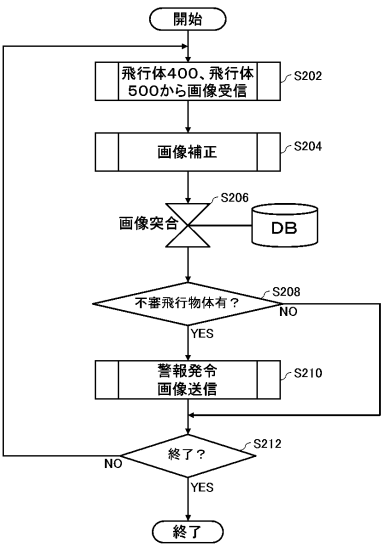 開始
飛行体400、飛行体
500から画像受信
S202
画像補正
S204
S206
画像突合
DB
S208
不審飛行物体有？
NO
YES
警報発令
画像送信
S210
S212
終了？
NO
YES
終了